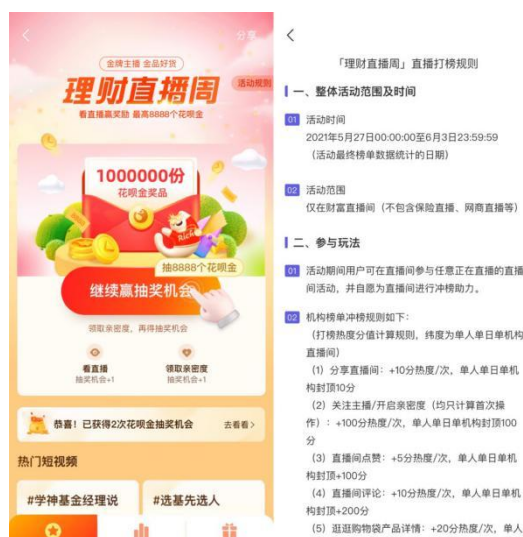 分享
金牌主播 金品好货
理财直播周
活动规则
看直播赢奖励 最高8888个花呗金
1000000份
花呗金奖品
Rich
抽8888个花呗金
继续赢抽奖机会
领取亲密度，再得抽奖机会
看直播
抽奖机会+1
领取亲密度
抽奖机会+1
恭喜！已获得2次花呗金抽奖机会
去看看>
热门短视频
#学神基金经理说
#选基先选人
「理财直播周」直播打榜规则
一、整体活动范围及时间
01 活动时间
2021年5月27日00:00:00至6月3日23:59:59
（活动最终榜单数据统计的日期）
02 活动范围
仅在财富直播间（不包含保险直播、网商直播等）
二、参与玩法
01 活动期间用户可在直播间参与任意正在直播的直播
间活动，并自愿为直播间进行冲榜助力。
02 机构榜单冲榜规则如下：
（打榜热度分值计算规则，纬度为单人单日单机构
直播间）
（1）分享直播间：+10分热度/次，单人单日单机
构封顶10分
（2）关注主播/开启亲密度（均只计算首次操
作）：+100分热度/次，单人单日单机构封顶100
分
（3）直播间点赞：+5分热度/次，单人单日单机
构封顶+100分
（4）直播间评论：+10分热度/次，单人单日单机
构封顶+200分
（5）逛逛购物袋产品详情：+20分热度/次，单人